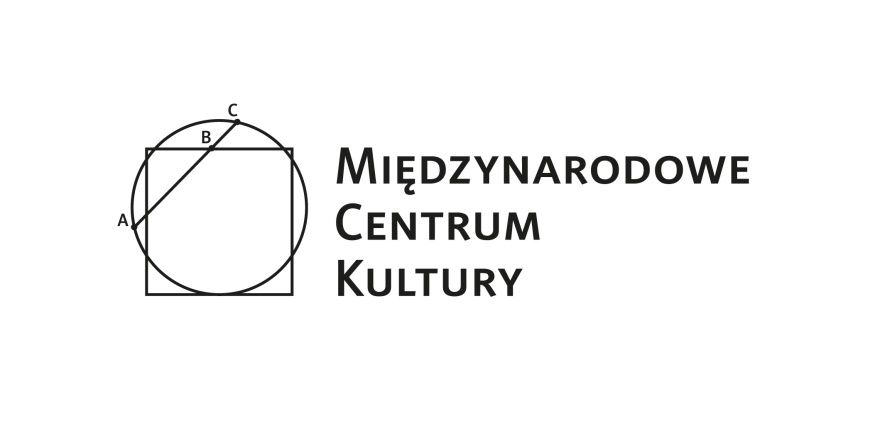 C
B
A
MIĘDZYNARODOWE
CENTRUM
KULTURY